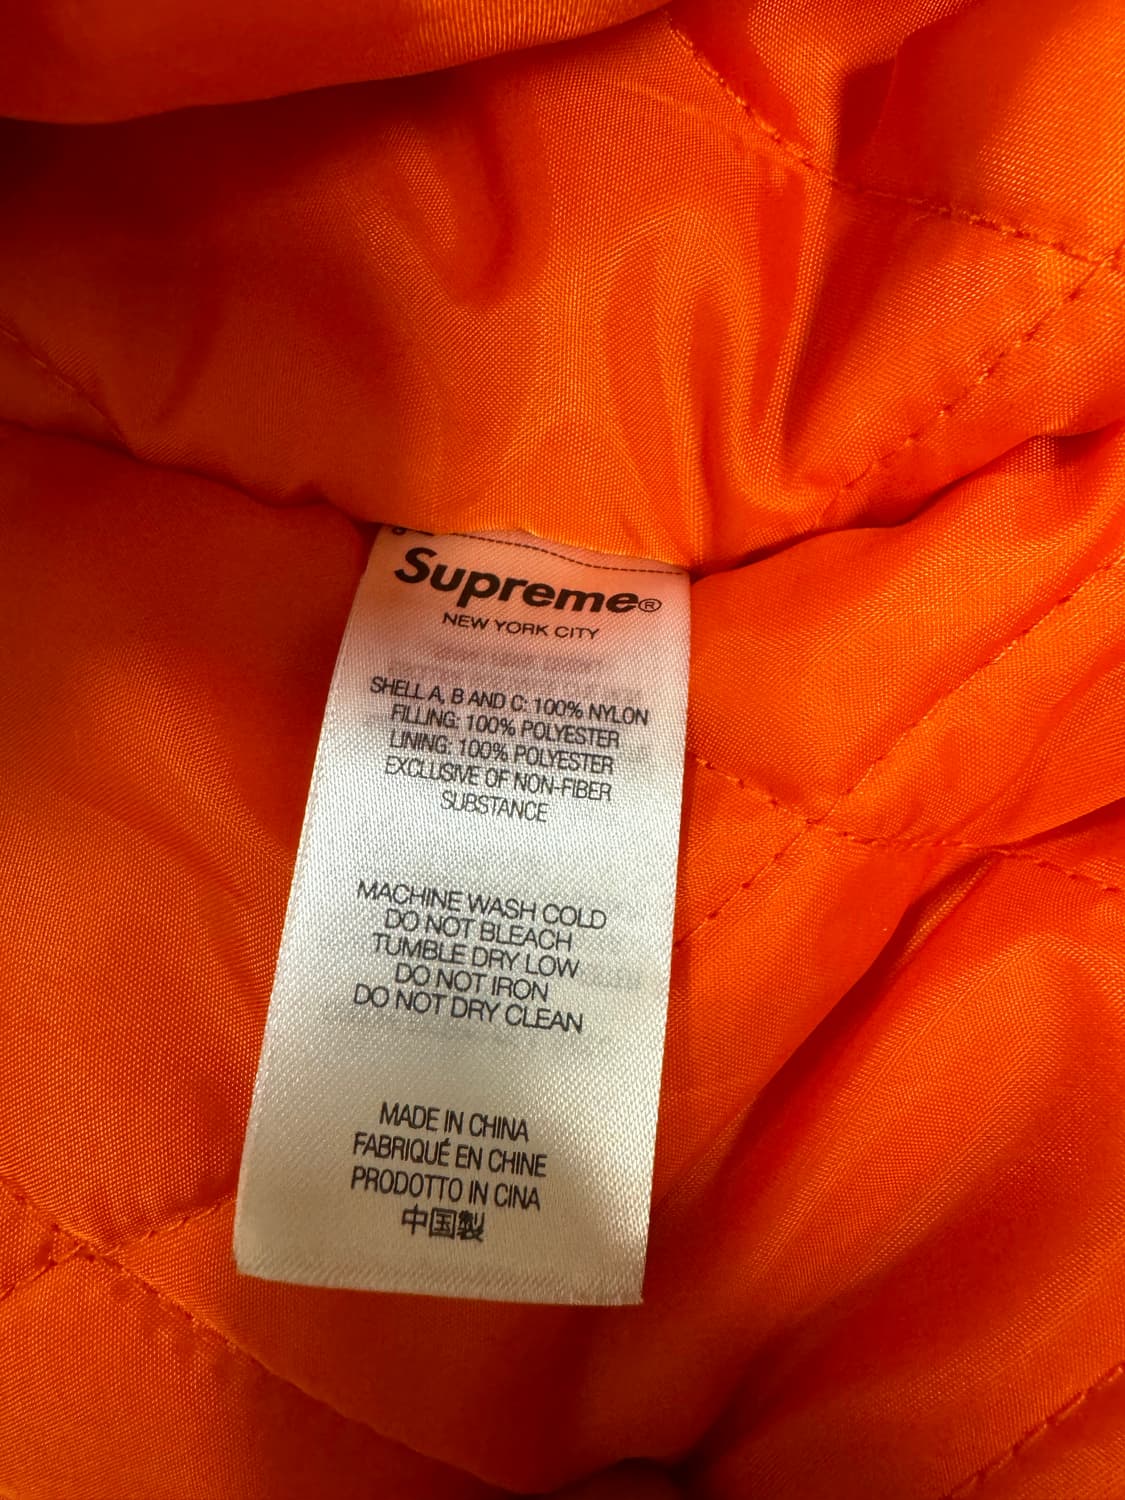 Supreme®
NEW YORK CITY
SHELL A, B AND C: 100% NYLON
FILLING: 100% POLYESTER
LINING: 100% POLYESTER
EXCLUSIVE OF NON-FIBER
SUBSTANCE
MACHINE WASH COLD
DO NOT BLEACH
TUMBLE DRY LOW
DO NOT IRON
DO NOT DRY CLEAN
MADE IN CHINA
FABRIQUÉ EN CHINE
PRODOTTO IN CINA
中国製